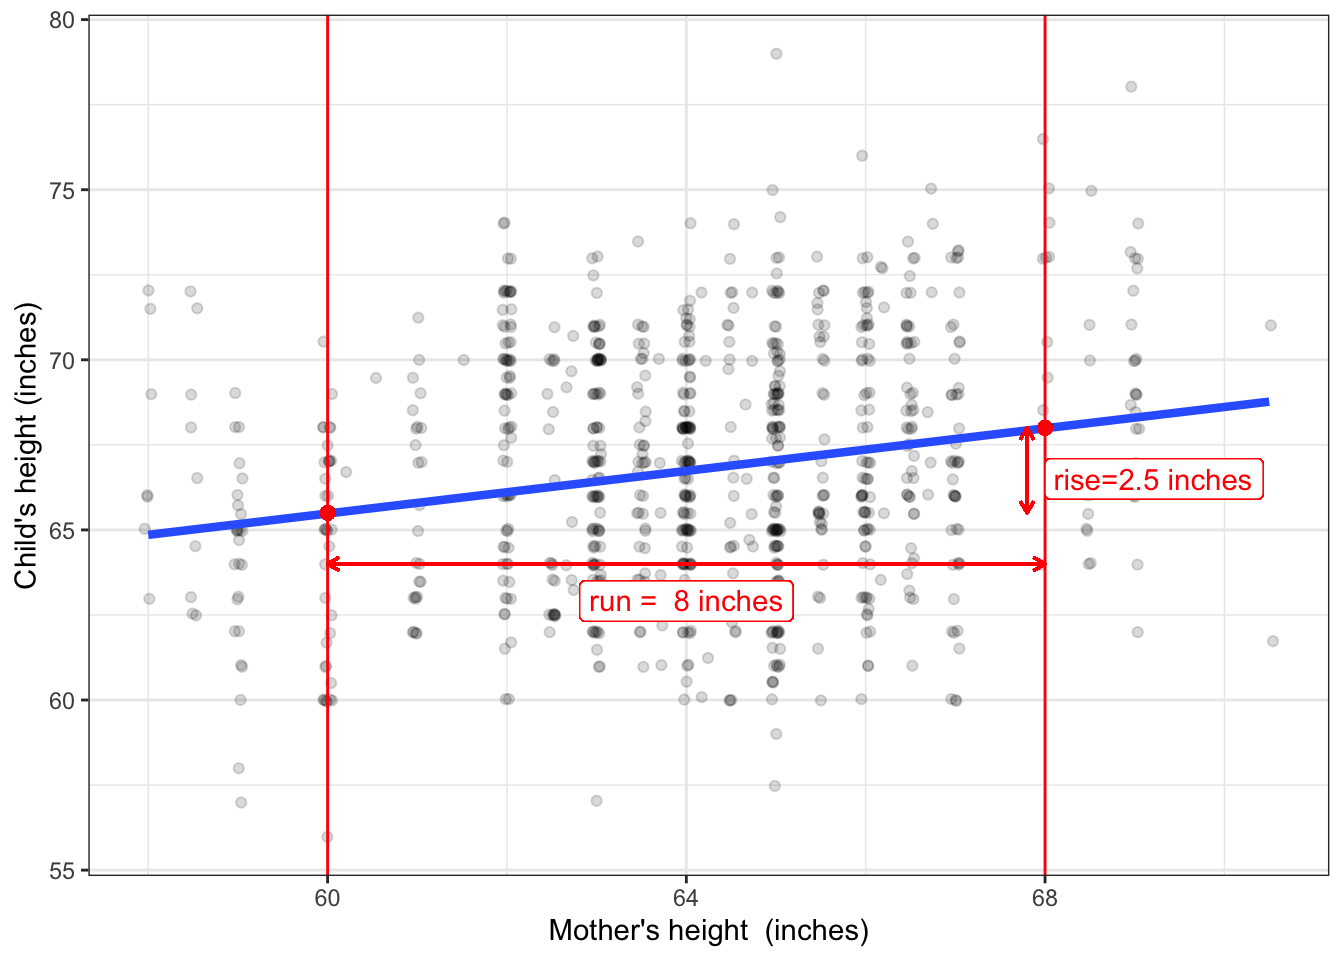 80
75
70
65
60
55
Child's height (inches)
rise=2.5 inches
run =  8 inches
60
64
68
Mother's height  (inches)